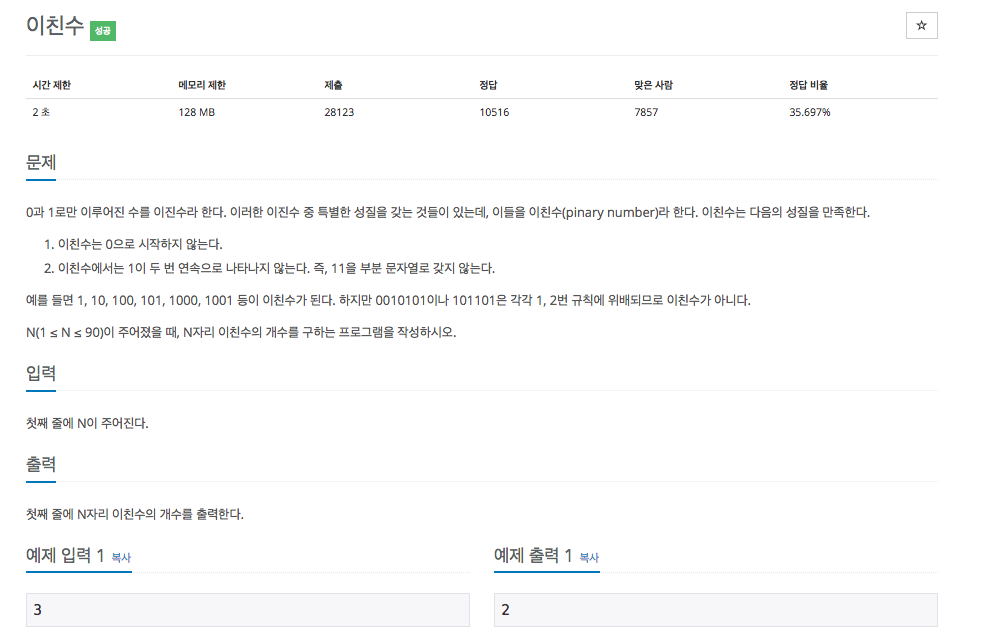 이친수 성공
☆
시간 제한 메모리 제한 제출 정답 맞은 사람 정답 비율
2 초 128 MB 28123 10516 7857 35.697%
문제
0과 1로만 이루어진 수를 이진수라 한다. 이러한 이진수 중 특별한 성질을 갖는 것들이 있는데, 이들을 이친수(pinary number)라 한다. 이친수는 다음의 성질을 만족한다.
1. 이친수는 0으로 시작하지 않는다.
2. 이친수에서는 1이 두 번 연속으로 나타나지 않는다. 즉, 11을 부분 문자열로 갖지 않는다.
예를 들면 1, 10, 100, 101, 1000, 1001 등이 이친수가 된다. 하지만 0010101이나 101101은 각각 1, 2번 규칙에 위배되므로 이친수가 아니다.
N(1 ≤ N ≤ 90)이 주어졌을 때, N자리 이친수의 개수를 구하는 프로그램을 작성하시오.
입력
첫째 줄에 N이 주어진다.
출력
첫째 줄에 N자리 이친수의 개수를 출력한다.
예제 입력 1 복사 예제 출력 1 복사
3 2